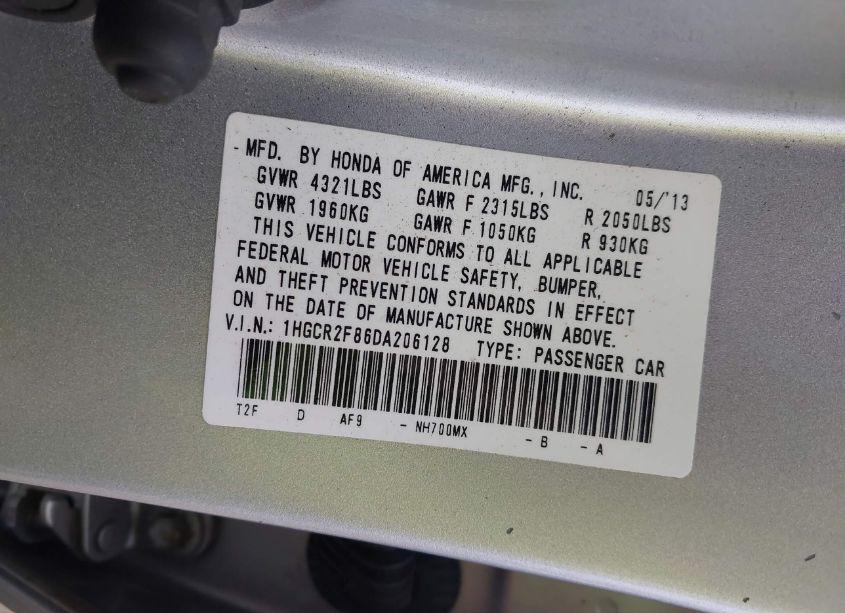 - MFD. BY HONDA OF AMERICA MFG., INC. 05/'13
GVWR 4321LBS GAWR F 2315LBS R 2050LBS
GVWR 1960KG GAWR F 1050KG R 930KG
THIS VEHICLE CONFORMS TO ALL APPLICABLE
FEDERAL MOTOR VEHICLE SAFETY, BUMPER,
AND THEFT PREVENTION STANDARDS IN EFFECT
ON THE DATE OF MANUFACTURE SHOWN ABOVE.
V.I.N.: 1HGCR2F86DA206128 TYPE: PASSENGER CAR
T2F D AF9 - NH700MX - B - A